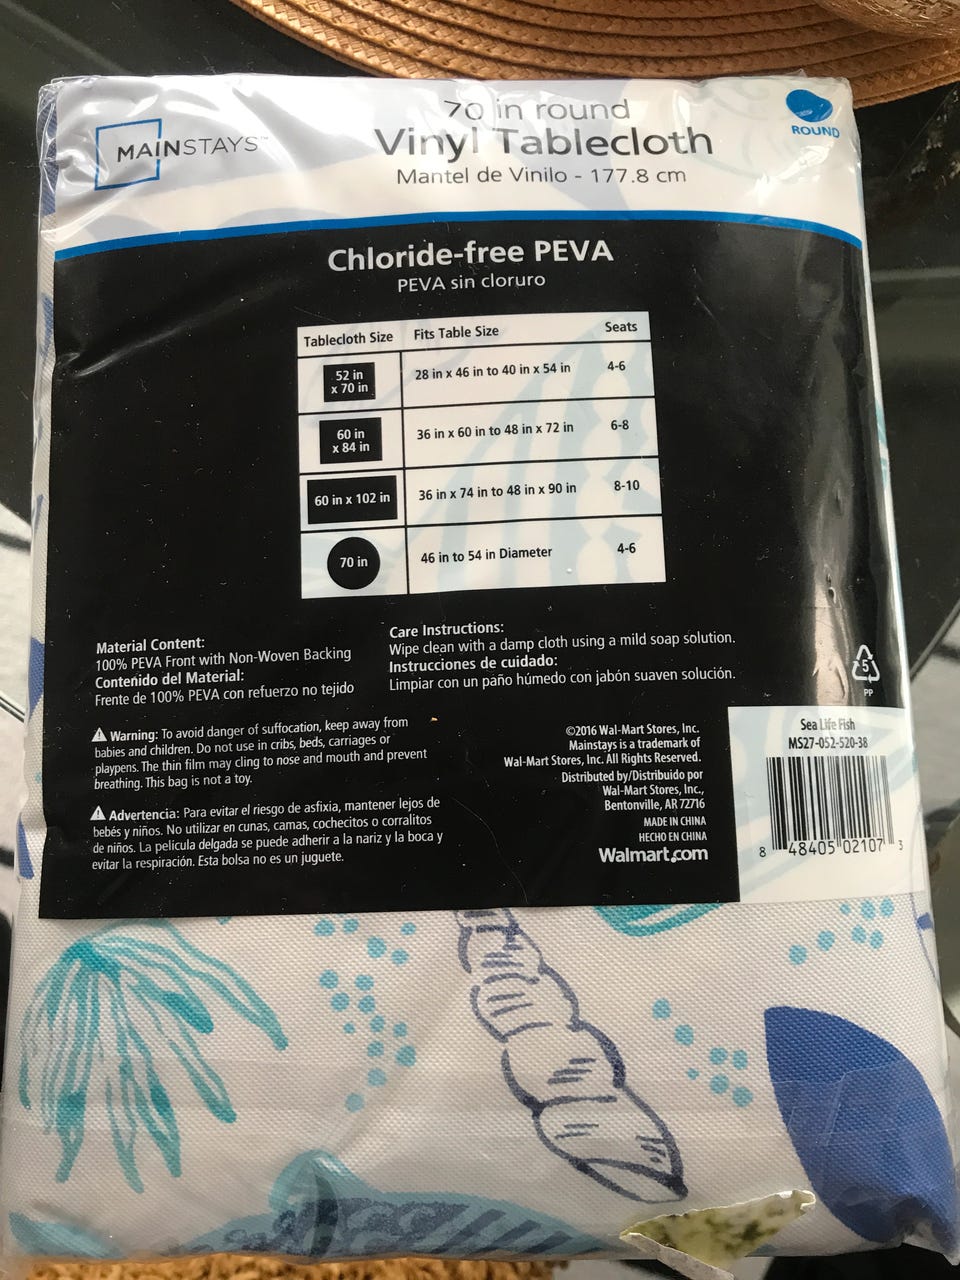 MAINSTAYS™
70 in round
Vinyl Tablecloth
Mantel de Vinilo - 177.8 cm
ROUND
Chloride-free PEVA
PEVA sin cloruro
Tablecloth Size Fits Table Size Seats
52 in
x 70 in
28 in x 46 in to 40 in x 54 in 4-6
60 in
x 84 in
36 in x 60 in to 48 in x 72 in 6-8
60 in x 102 in 36 in x 74 in to 48 in x 90 in 8-10
70 in 46 in to 54 in Diameter 4-6
Material Content:
100% PEVA Front with Non-Woven Backing
Contenido del Material:
Frente de 100% PEVA con refuerzo no tejido
Care Instructions:
Wipe clean with a damp cloth using a mild soap solution.
Instrucciones de cuidado:
Limpiar con un paño húmedo con jabón suaven solución.
5
PP
Warning: To avoid danger of suffocation, keep away from
babies and children. Do not use in cribs, beds, carriages or
playpens. The thin film may cling to nose and mouth and prevent
breathing. This bag is not a toy.
Advertencia: Para evitar el riesgo de asfixia, mantener lejos de
bebés y niños. No utilizar en cunas, camas, cochecitos o corralitos
de niños. La película delgada se puede adherir a la nariz y la boca y
evitar la respiración. Esta bolsa no es un juguete.
©2016 Wal-Mart Stores, Inc.
Mainstays is a trademark of
Wal-Mart Stores, Inc. All Rights Reserved.
Distributed by/Distribuido por
Wal-Mart Stores, Inc.,
Bentonville, AR 72716
MADE IN CHINA
HECHO EN CHINA
Walmart.com
Sea Life Fish
MS27-052-520-38
8 48405 02107 3